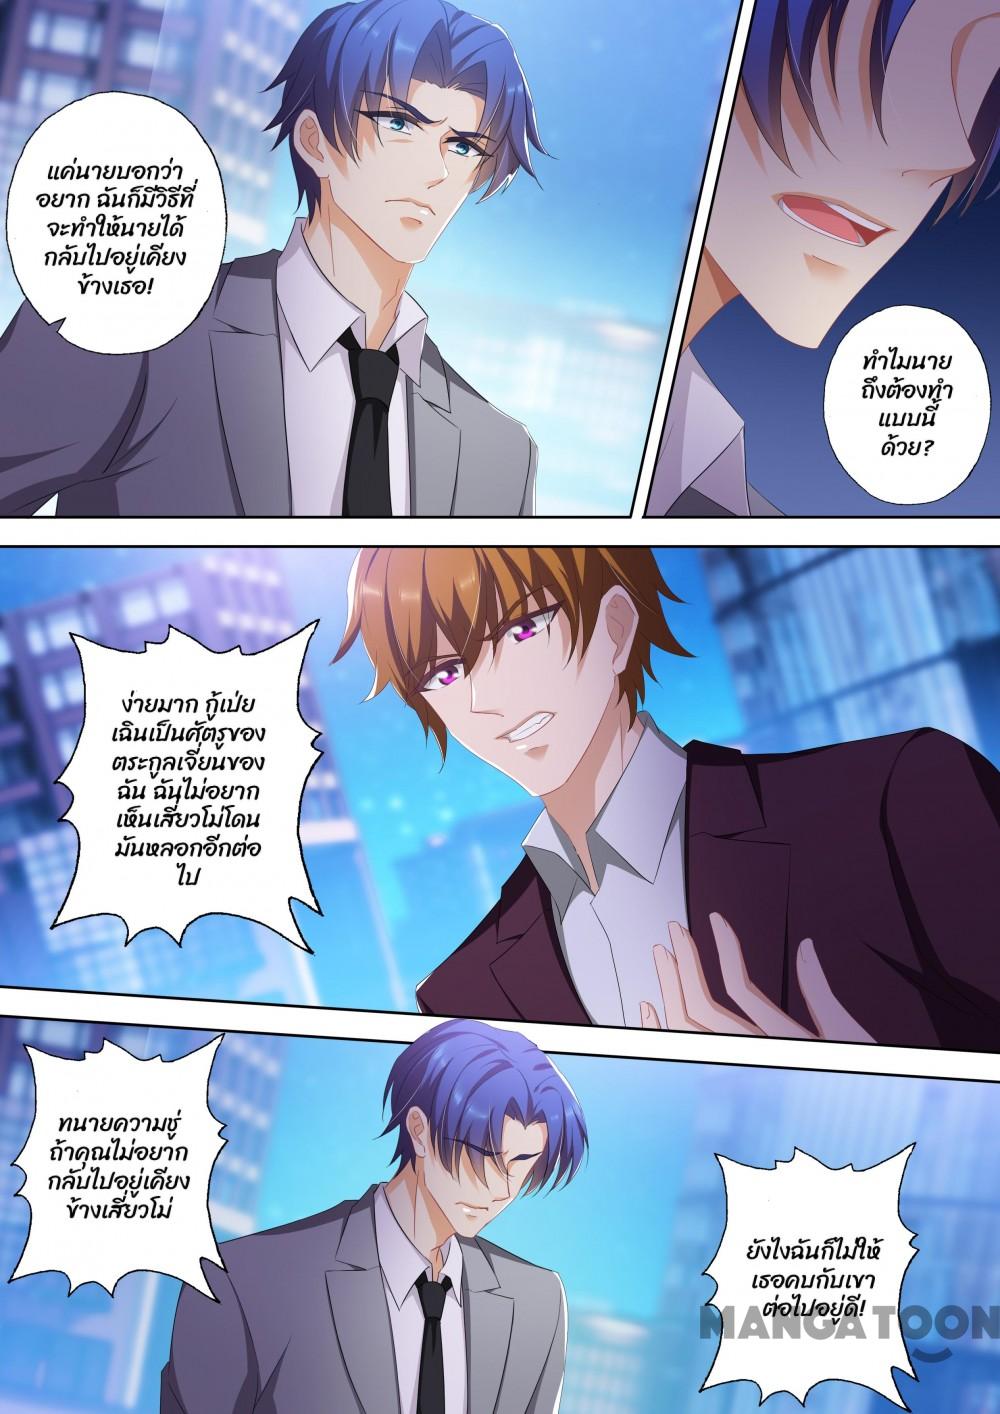 แค่นายบอกว่า
อยาก ฉันก็มีวิธีที่
จะทำให้นายได้
กลับไปอยู่เคียง
ข้างเธอ!
ทำไมนาย
ถึงต้องทำ
แบบนี้
ด้วย?
ง่ายมาก กู้เป่ย
เฉินเป็นศัตรูของ
ตระกูลเจี่ยนของ
ฉัน ฉันไม่อยาก
เห็นเสี่ยวโม่โดน
มันหลอกอีกต่อ
ไป
ทนายความชู่
ถ้าคุณไม่อยาก
กลับไปอยู่เคียง
ข้างเสี่ยวโม่
ยังไงฉันก็ไม่ให้
เธอคบกับเขา
ต่อไปอยู่ดี!
MANGATOON